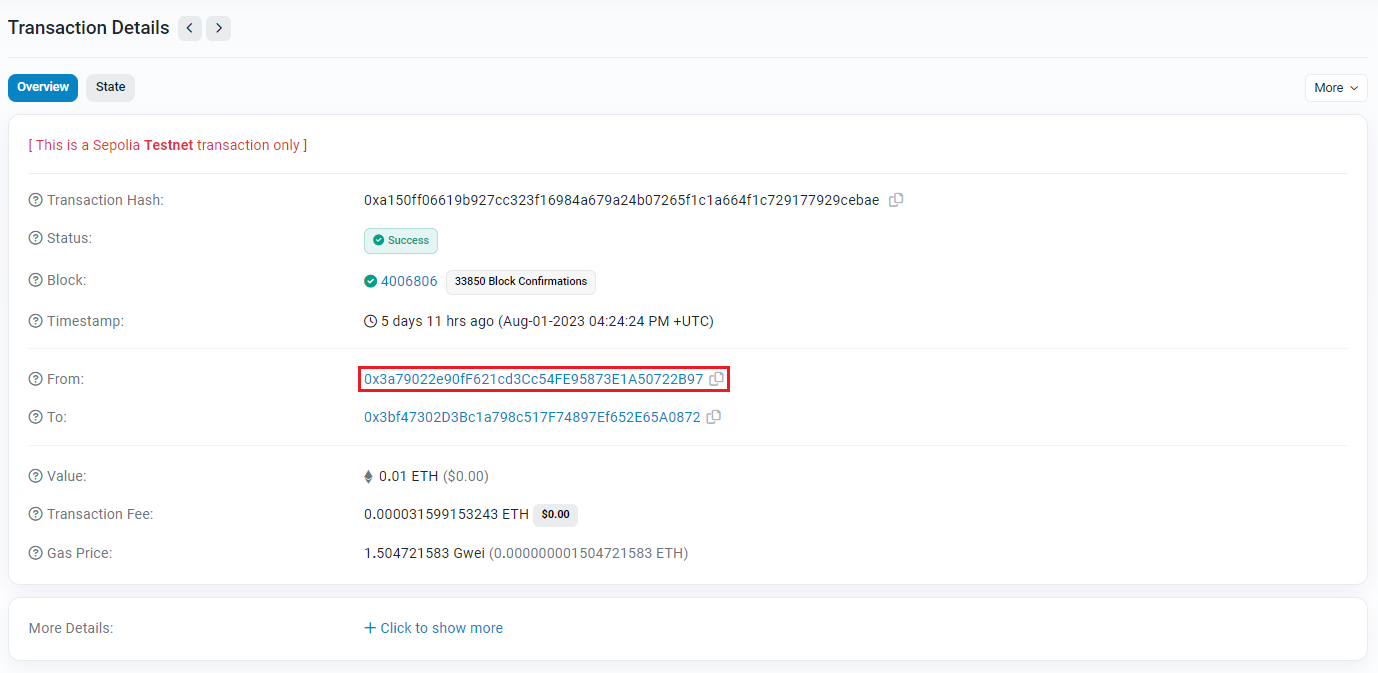 Transaction Details
Overview State More
[ This is a Sepolia Testnet transaction only ]
Transaction Hash: 0xa150ff06619b927cc323f16984a679a24b07265f1c1a664f1c729177929cebae
Status: Success
Block: 4006806 33850 Block Confirmations
Timestamp: 5 days 11 hrs ago (Aug-01-2023 04:24:24 PM +UTC)
From: 0x3a79022e90fF621cd3Cc54FE95873E1A50722B97
To: 0x3bf47302D3Bc1a798c517F74897Ef652E65A0872
Value: 0.01 ETH ($0.00)
Transaction Fee: 0.000031599153243 ETH $0.00
Gas Price: 1.504721583 Gwei (0.000000001504721583 ETH)
More Details: + Click to show more